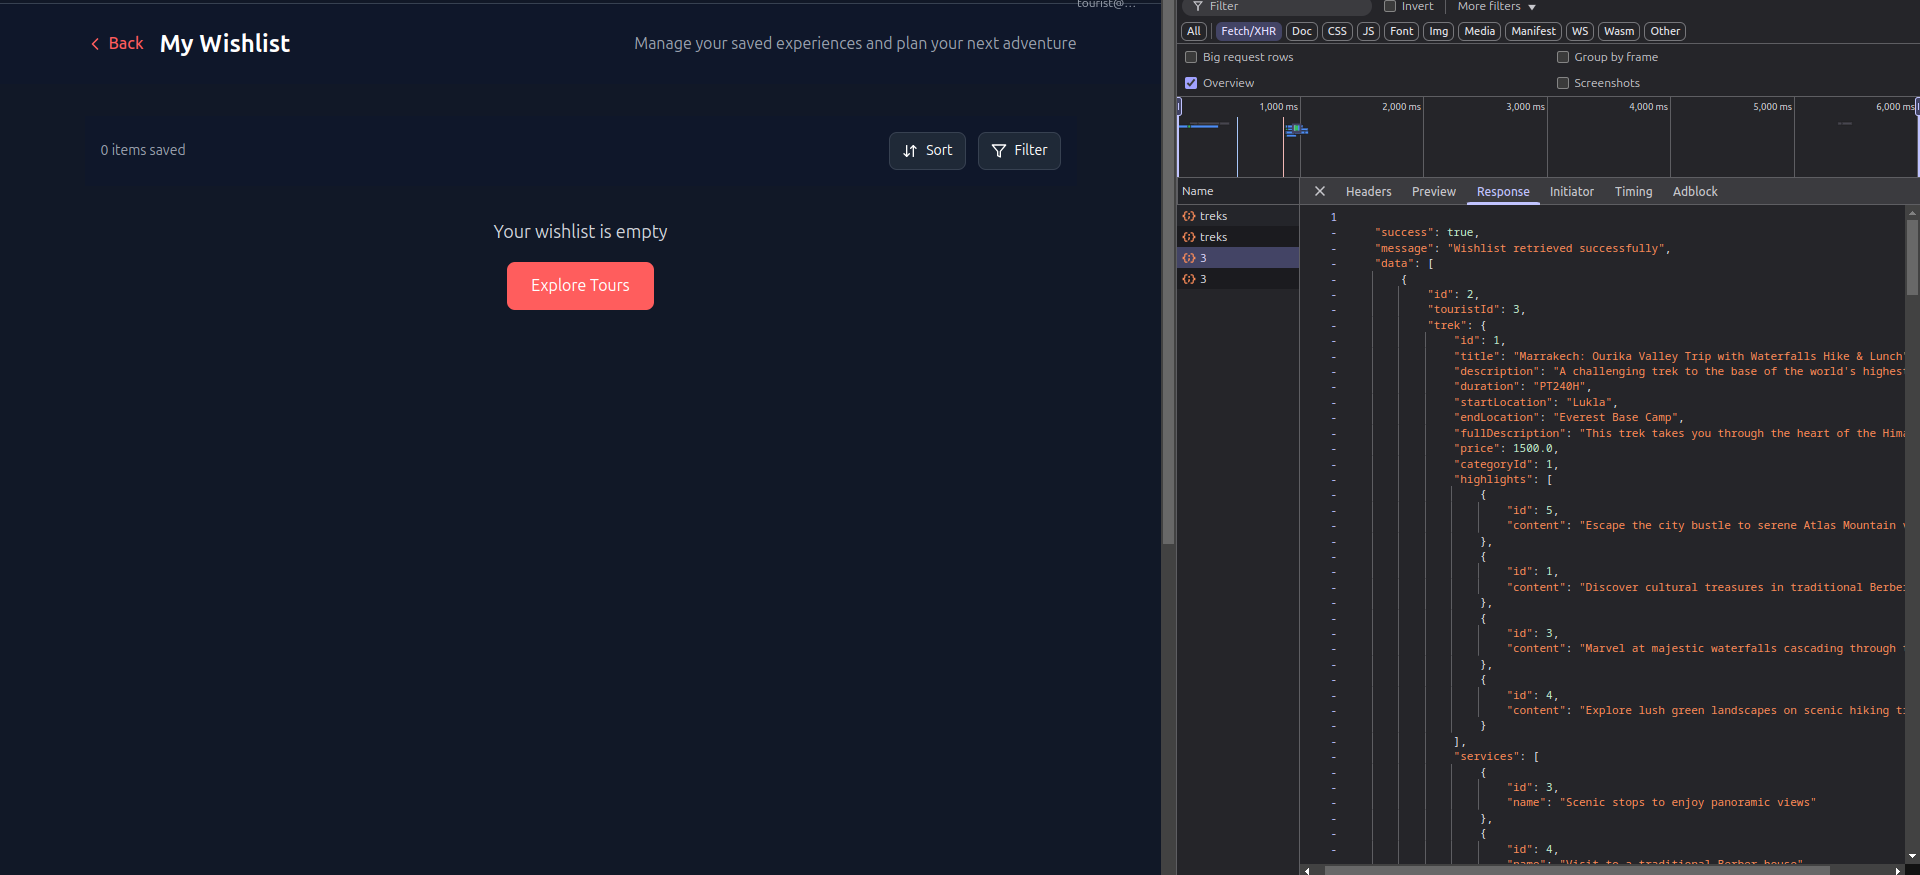 tourist@...
Back
My Wishlist
Manage your saved experiences and plan your next adventure
0 items saved
Sort
Filter
Your wishlist is empty
Explore Tours
Filter
Invert
More filters
All
Fetch/XHR
Doc
CSS
JS
Font
Img
Media
Manifest
WS
Wasm
Other
Big request rows
Group by frame
Overview
Screenshots
1,000 ms
2,000 ms
3,000 ms
4,000 ms
5,000 ms
6,000 ms
Name
Headers
Preview
Response
Initiator
Timing
Adblock
treks
treks
3
3
1
"success": true,
"message": "Wishlist retrieved successfully",
"data": [
{
"id": 2,
"touristId": 3,
"trek": {
"id": 1,
"title": "Marrakech: Ourika Valley Trip with Waterfalls Hike & Lunch"
"description": "A challenging trek to the base of the world's highest
"duration": "PT240H",
"startLocation": "Lukla",
"endLocation": "Everest Base Camp",
"fullDescription": "This trek takes you through the heart of the Hima
"price": 1500.0,
"categoryId": 1,
"highlights": [
{
"id": 5,
"content": "Escape the city bustle to serene Atlas Mountain
},
{
"id": 1,
"content": "Discover cultural treasures in traditional Berbe
},
{
"id": 3,
"content": "Marvel at majestic waterfalls cascading through
},
{
"id": 4,
"content": "Explore lush green landscapes on scenic hiking
}
],
"services": [
{
"id": 3,
"name": "Scenic stops to enjoy panoramic views"
},
{
"id": 4,
"name": "Visit to a traditional Berber house"